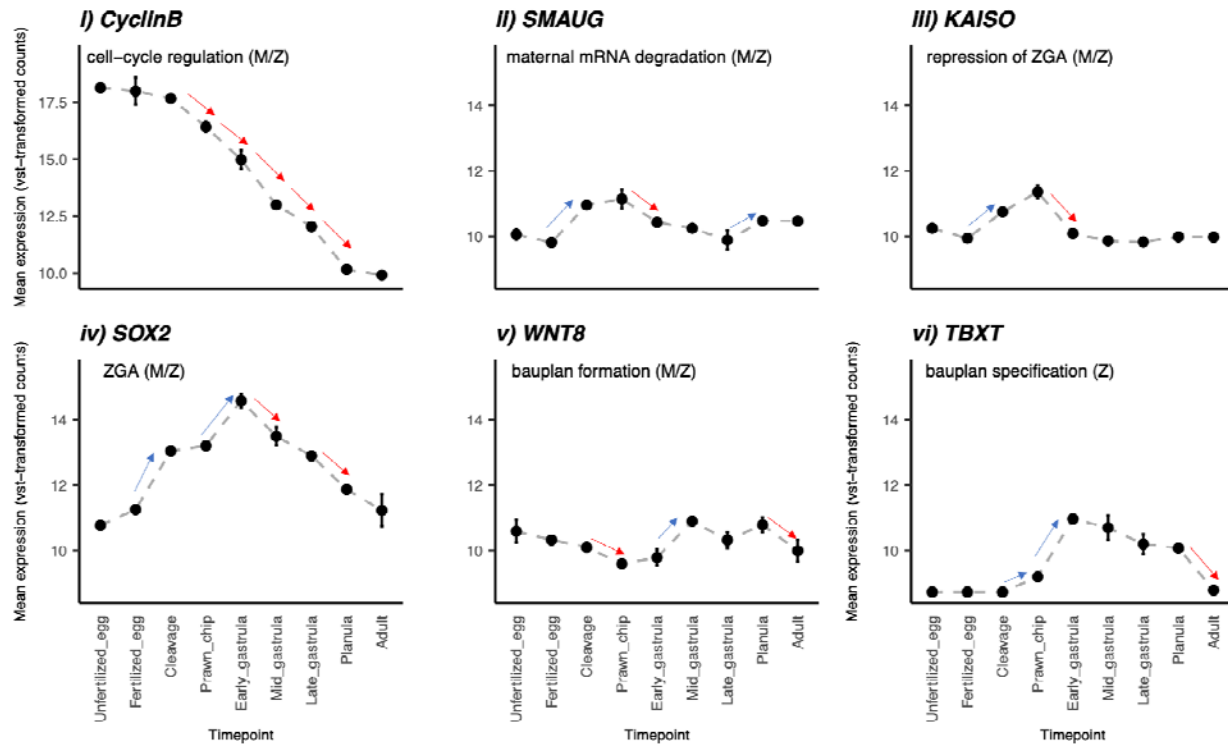 i) CyclinB
ii) SMAUG
iii) KAISO
Mean expression (vst-transformed counts)
cell-cycle regulation (M/Z)
17.5
15.0
12.5
10.0
maternal mRNA degradation (M/Z)
14
12
10
repression of ZGA (M/Z)
14
12
10
iv) SOX2
v) WNT8
vi) TBXT
Mean expression (vst-transformed counts)
ZGA (M/Z)
14
12
10
bauplan formation (M/Z)
14
12
10
Mean expression (vst-transformed counts)
bauplan specification (Z)
14
12
10
Unfertilized_egg
Fertilized_egg
Cleavage
Prawn_chip
Early_gastrula
Mid_gastrula
Late_gastrula
Planula
Adult
Unfertilized_egg
Fertilized_egg
Cleavage
Prawn_chip
Early_gastrula
Mid_gastrula
Late_gastrula
Planula
Adult
Unfertilized_egg
Fertilized_egg
Cleavage
Prawn_chip
Early_gastrula
Mid_gastrula
Late_gastrula
Planula
Adult
Timepoint
Timepoint
Timepoint